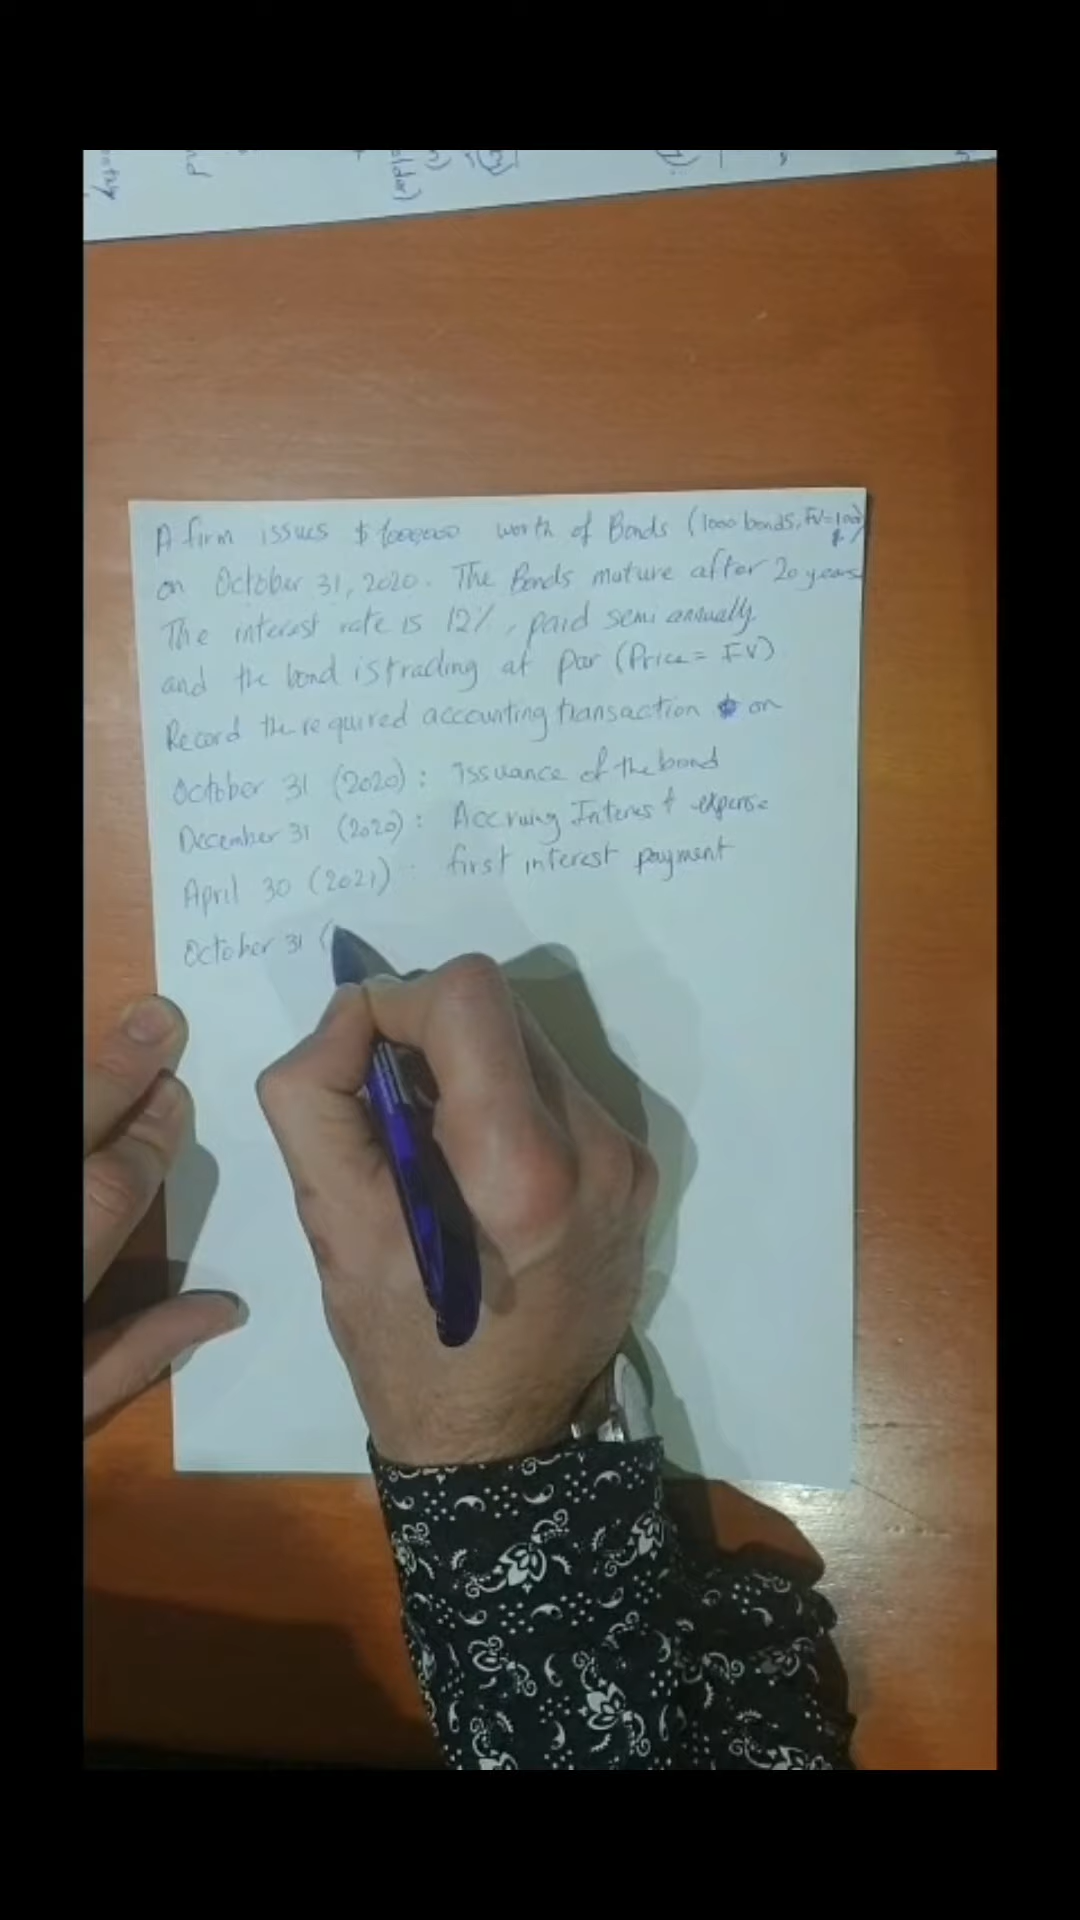 A firm issues $ 100,000 worth of Bonds (1000 bonds, FV=100$)
on October 31, 2020. The Bonds mature after 20 years
The interest rate is 12%, paid semi annually
and the bond is trading at par (Price = FV).
Record the required accounting transaction on
October 31 (2020): issuance of the bond
December 31 (2020): Accruing Interest expense
April 30 (2021): first interest payment
October 31 (